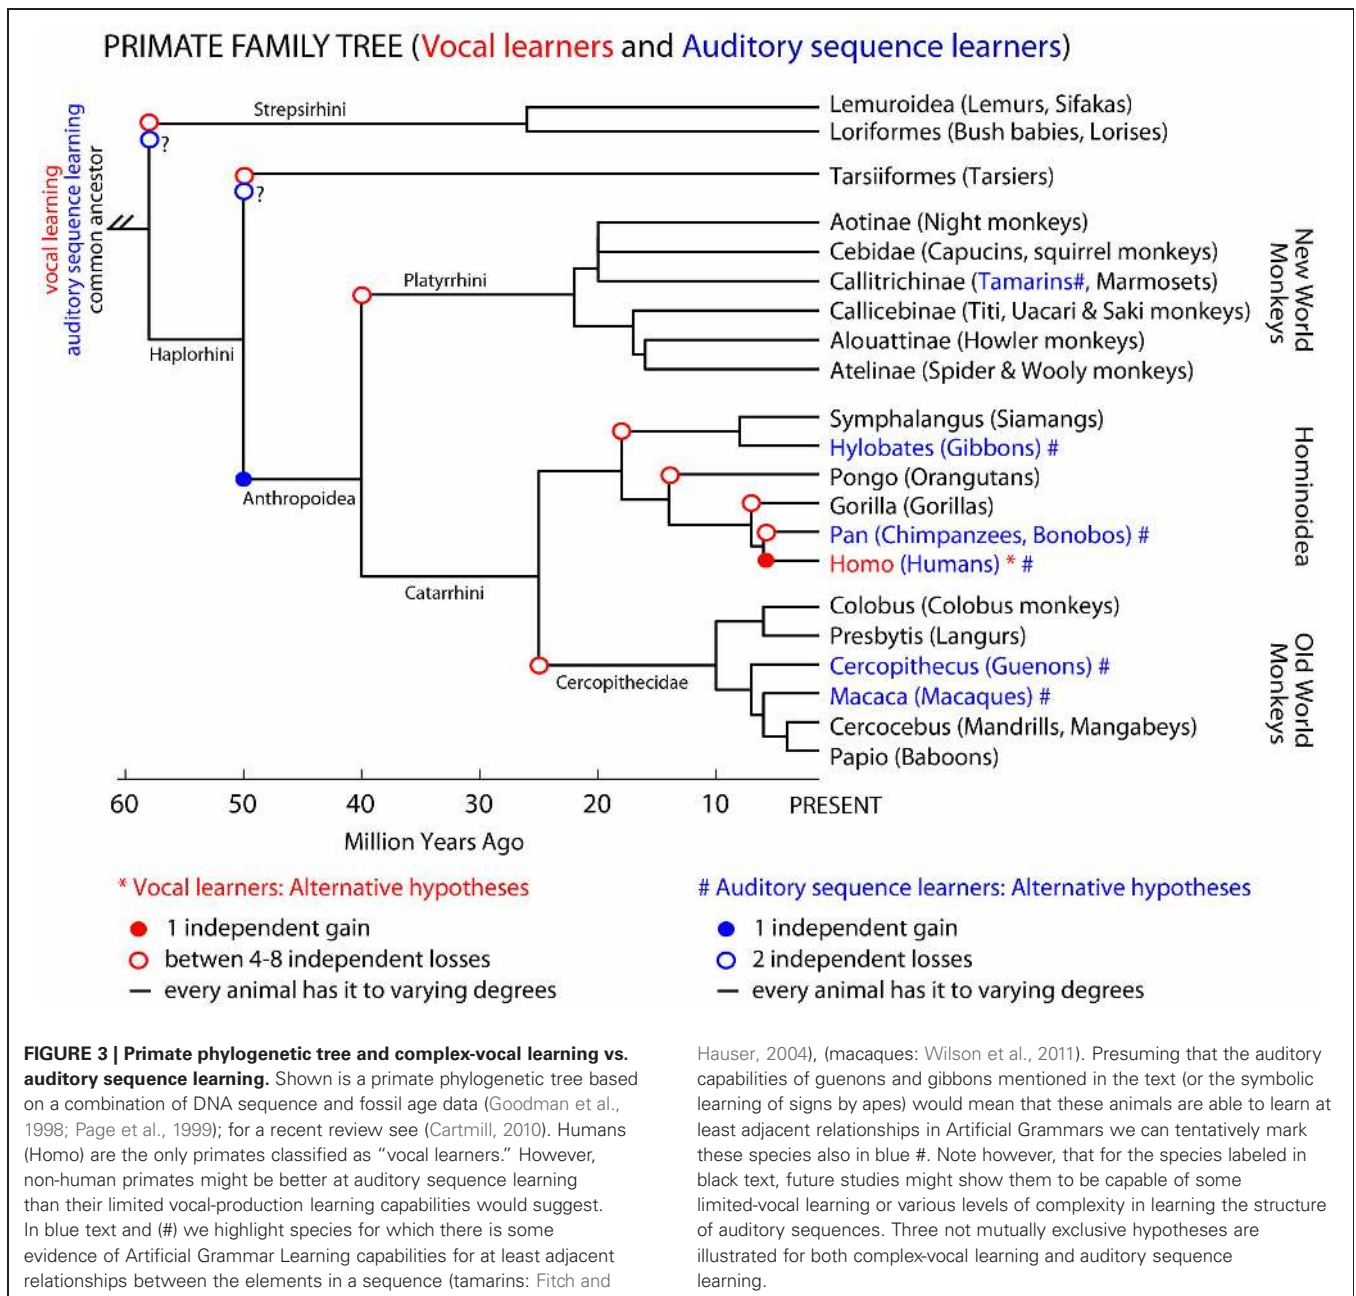 PRIMATE FAMILY TREE (Vocal learners and Auditory sequence learners)
vocal learning
auditory sequence learning
common ancestor
Strepsirhini
?
?
Haplorhini
Platyrrhini
Anthropoidea
Catarrhini
Cercopithecidae
Lemuroidea (Lemurs, Sifakas)
Loriformes (Bush babies, Lorises)
Tarsiiformes (Tarsiers)
Aotinae (Night monkeys)
Cebidae (Capucins, squirrel monkeys)
Callitrichinae (Tamarins#, Marmosets)
Callicebinae (Titi, Uacari & Saki monkeys)
Alouattinae (Howler monkeys)
Atelinae (Spider & Wooly monkeys)
New World
Monkeys
Symphalangus (Siamangs)
Hylobates (Gibbons) #
Pongo (Orangutans)
Gorilla (Gorillas)
Pan (Chimpanzees, Bonobos) #
Homo (Humans) * #
Hominoidea
Colobus (Colobus monkeys)
Presbytis (Langurs)
Cercopithecus (Guenons) #
Macaca (Macaques) #
Cercocebus (Mandrills, Mangabeys)
Papio (Baboons)
Old World
Monkeys
60 50 40 30 20 10 PRESENT
Million Years Ago
* Vocal learners: Alternative hypotheses
1 independent gain
betwen 4-8 independent losses
— every animal has it to varying degrees
# Auditory sequence learners: Alternative hypotheses
1 independent gain
2 independent losses
— every animal has it to varying degrees
FIGURE 3 | Primate phylogenetic tree and complex-vocal learning vs.
auditory sequence learning. Shown is a primate phylogenetic tree based
on a combination of DNA sequence and fossil age data (Goodman et al.,
1998; Page et al., 1999); for a recent review see (Cartmill, 2010). Humans
(Homo) are the only primates classified as “vocal learners.” However,
non-human primates might be better at auditory sequence learning
than their limited vocal-production learning capabilities would suggest.
In blue text and (#) we highlight species for which there is some
evidence of Artificial Grammar Learning capabilities for at least adjacent
relationships between the elements in a sequence (tamarins: Fitch and
Hauser, 2004), (macaques: Wilson et al., 2011). Presuming that the auditory
capabilities of guenons and gibbons mentioned in the text (or the symbolic
learning of signs by apes) would mean that these animals are able to learn at
least adjacent relationships in Artificial Grammars we can tentatively mark
these species also in blue #. Note however, that for the species labeled in
black text, future studies might show them to be capable of some
limited-vocal learning or various levels of complexity in learning the structure
of auditory sequences. Three not mutually exclusive hypotheses are
illustrated for both complex-vocal learning and auditory sequence
learning.